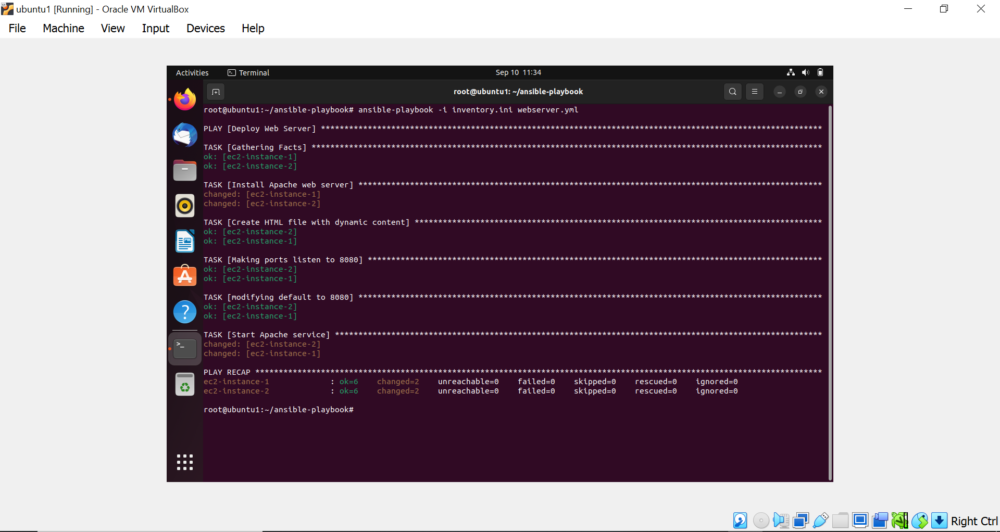 ubuntu1 [Running] - Oracle VM VirtualBox
File Machine View Input Devices Help
Activities Terminal Sep 10 11:34
root@ubuntu1: ~/ansible-playbook
root@ubuntu1:~/ansible-playbook# ansible-playbook -i inventory.ini webserver.yml
PLAY [Deploy Web Server] ***********************************************************************************************************
TASK [Gathering Facts] *************************************************************************************************************
ok: [ec2-instance-1]
ok: [ec2-instance-2]
TASK [Install Apache web server] ***************************************************************************************************
changed: [ec2-instance-1]
changed: [ec2-instance-2]
TASK [Create HTML file with dynamic content] ***************************************************************************************
ok: [ec2-instance-2]
ok: [ec2-instance-1]
TASK [Making ports listen to 8080] *************************************************************************************************
ok: [ec2-instance-2]
ok: [ec2-instance-1]
TASK [modifying default to 8080] ***************************************************************************************************
ok: [ec2-instance-2]
ok: [ec2-instance-1]
TASK [Start Apache service] ********************************************************************************************************
changed: [ec2-instance-2]
changed: [ec2-instance-1]
PLAY RECAP *************************************************************************************************************************
ec2-instance-1             : ok=6    changed=2    unreachable=0    failed=0    skipped=0    rescued=0    ignored=0
ec2-instance-2             : ok=6    changed=2    unreachable=0    failed=0    skipped=0    rescued=0    ignored=0
root@ubuntu1:~/ansible-playbook#
Right Ctrl